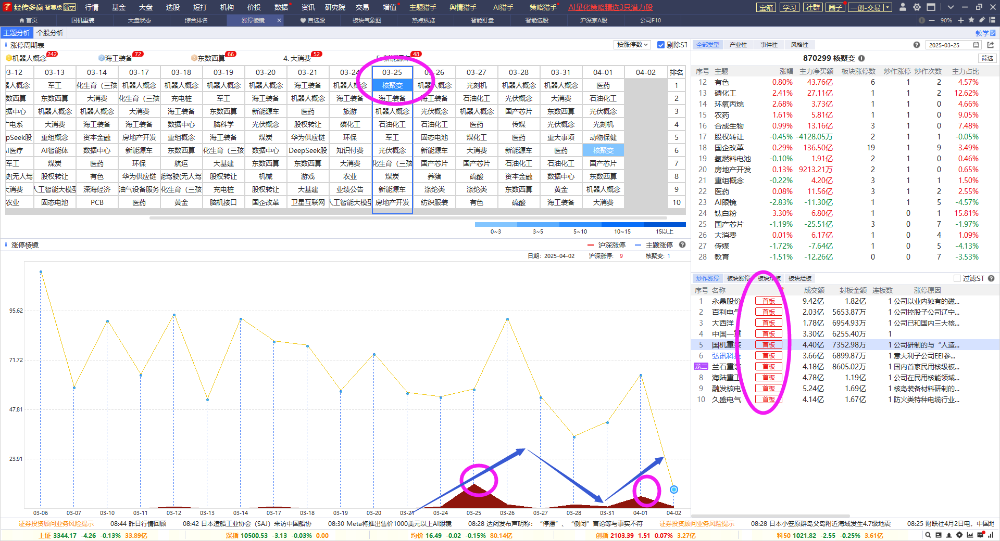 经传多赢 智尊版 演示 行情 基金 大盘 选股 短打 机构 价投 数据 资讯 研究院 交易 增值 主题猎手 舆情猎手 AI猎手 策略猎手 AI量化策略精选3只潜力股 宝箱 学习 社群 圈子 一创-交易
首页 国机重装 大盘状态 综合排名 涨停棱镜 × 自选股 板块气象图 热点纵览 智能盯盘 智能选股 沪深京A股 公司F10 90%
主题分析 个股分析 教学
涨停周期表 按涨停数 剔除ST
1机器人概念 242 2海工装备 72 3东数西算 66 4.大消费 52 5.新能源车 48
03-12 03-13 03-14 03-17 03-18 03-19 03-20 03-21 03-24 03-25 03-26 03-27 03-28 03-31 04-01 04-02 排名
器人概念 军工 化生育（三孩 机器人概念 机器人概念 机器人概念 机器人概念 海工装备 机器人概念 核聚变 机器人概念 光刻机 机器人概念 机器人概念 医药 1
数西算 东数西算 大消费 化生育（三孩 充电桩 军工 海工装备 机器人概念 海工装备 海工装备 海工装备 石油化工 光伏概念 大消费 石油化工 2
据中心 机器人概念 机器人概念 大消费 海工装备 东数西算 新能源车 医药 旅游 机器人概念 光伏概念 机器人概念 国产芯片 东数西算 光伏概念 3
广电系 大消费 海工装备 海工装备 数据中心 脑科学 光伏概念 股权转让 磷化工 石油化工 石油化工 医药 传媒 光伏概念 光刻机 4
pSeek股 重组概念 资本金融 房地产开发 重组概念 海工装备 煤炭 华为供应链 环保 军工 固态电池 煤化工 医药 重大事项 动物保健 5
AI医疗 AI智能体 数据中心 新能源车 东数西算 化生育（三孩 数据中心 DeepSeek股 知识付费 光伏概念 新能源车 大消费 新能源车 医药 核聚变 6
军工 煤炭 医药 环保 航运 大基建 东数西算 东数西算 大消费 化生育（三孩 国产芯片 国产芯片 石油化工 石油化工 国产芯片 7
驶(无人驾 股权转让 有色 华为供应链 能驾驶(无人驾 股权转让 机械 游戏 农业 煤炭 养猪 硫酸 资本金融 数据中心 东数西算 8
大消费 人工智能大模型 深海经济 油气设备服务 化生育（三孩 充电桩 股权转让 大基建 业绩公告 新能源车 涤纶类 涤纶类 东数西算 黄金 机器人概念 9
农业 固态电池 PCB 医药 黄金 脑机接口 国企改革 卫星互联网 人工智能大模型 房地产开发 纺织服装 有色 硫酸 海工装备 大消费 10
0~3 3~5 5~10 10~15 15以上
涨停棱镜 沪深涨停 主题涨停
日期: 2025-04-02 沪深涨停: 9 核聚变: 1
95.62
71.72
47.81
23.91
03-06 03-07 03-10 03-11 03-12 03-13 03-14 03-17 03-18 03-19 03-20 03-21 03-24 03-25 03-26 03-27 03-28 03-31 04-01 04-02
全部类型 产业性 事件性 风格性 2025-03-25
870299 核聚变 筛选
序号 主题 涨幅 主力净买额 板块涨停数 炒作涨停 炒作次数 主力占比
12 有色 0.80% 43.76亿 6 1 2 4.57%
13 磷化工 2.41% 27.11亿 1 1 2 12.62%
14 环氧丙烷 2.68% 3.73亿 1 1 0 4.66%
15 农药 1.61% 5.81亿 1 1 0 9.05%
16 合成生物 0.99% 13.16亿 3 1 0 7.48%
17 股权转让 -0.45% -4128.05万 2 1 1 -0.05%
18 国企改革 0.29% 136.50亿 19 1 9 3.49%
19 氢燃料电池 -0.10% 1.91亿 2 1 0 0.46%
20 房地产开发 0.13% 9213.21万 2 1 0 0.65%
21 重组概念 -0.22% 4.20亿 3 1 1 1.50%
22 医药 0.08% 11.56亿 3 1 2 2.55%
23 AI眼镜 -2.83% -11.30亿 1 1 5 -4.57%
24 钛白粉 3.30% 6.80亿 1 0 1 15.81%
25 国产芯片 -1.19% -25.51亿 3 0 7 -1.97%
26 大消费 0.01% 6.17亿 1 0 4 1.09%
27 传媒 -1.72% -7.64亿 1 0 5 -4.13%
28 教育 -1.51% -12.26亿 0 0 7 -3.53%
炒作涨停 板块涨停 板块炸板 板块烂板 过滤ST
序号 名称 成交额 封板金额 连板数 涨停原因
1 永鼎股份 首板 9.42亿 1.82亿 1 公司以业内独有的磁...
2 百利电气 首板 2.03亿 5653.87万 1 公司控股子公司辽宁...
3 大西洋 首板 1.78亿 6954.93万 1 公司已和国内三大核...
4 中国一重 首板 3.30亿 6255.40万 1
5 国机重装 首板 4.40亿 7352.98万 1 公司研制的与“人造...
6 弘讯科技 首板 3.66亿 6899.87万 1 意大利子公司EEI参...
龙二 兰石重装 首板 4.18亿 8605.02万 1 国内首家民用核级板...
8 海陆重工 首板 4.78亿 1.19亿 1 公司在民用核能领域...
9 融发核电 首板 5.24亿 1.69亿 1 核岛装备材料研制的...
10 久盛电气 首板 4.14亿 1.67亿 1 防火类特种电缆行业...
证券投资顾问业务风险提示 08:44 昨日行情回顾 08:42 日本造船工业协会（SAJ）来访中国船协 08:30 Meta将推出售价1000美元以上AI眼镜 08:28 达闼发布声明称：“停摆”、“倒闭”言论等与事实不符 证券投资顾问业务风险提示 08:28 日本小笠原群岛父岛附近海域发生4.7级地震 08:25 财联社4月2日电，中国地
上证 3344.17 -4.26 -0.13% 33.89亿 深指 10500.53 -3.13 -0.03% 0.00 均价 16.49 -0.02 -0.15% 80.14亿 创指 2103.39 1.51 0.07% 3.27亿 科50 1021.82 -2.55 -0.25% 3.61亿